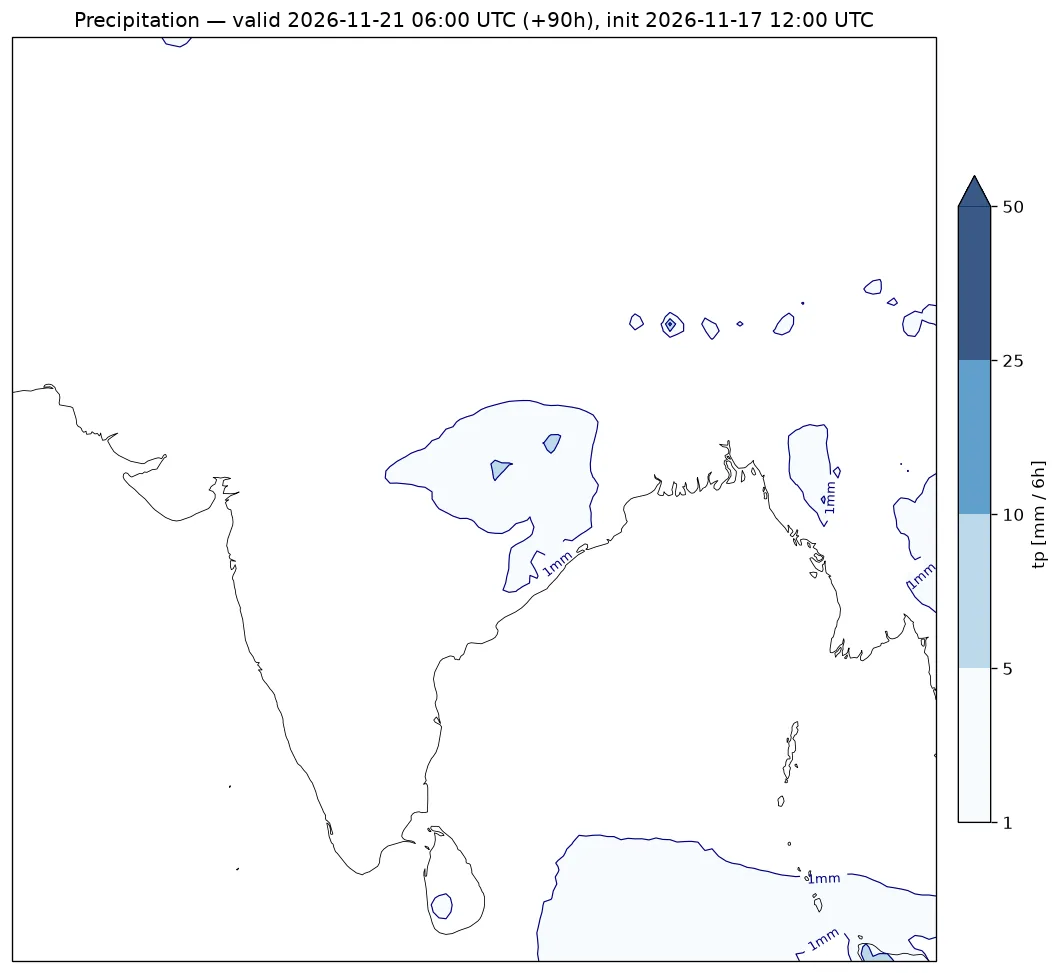 Precipitation — valid 2026-11-21 06:00 UTC (+90h), init 2026-11-17 12:00 UTC
50
25
10
5
1
tp [mm / 6h]
1mm
1mm
1mm
1mm
1mm